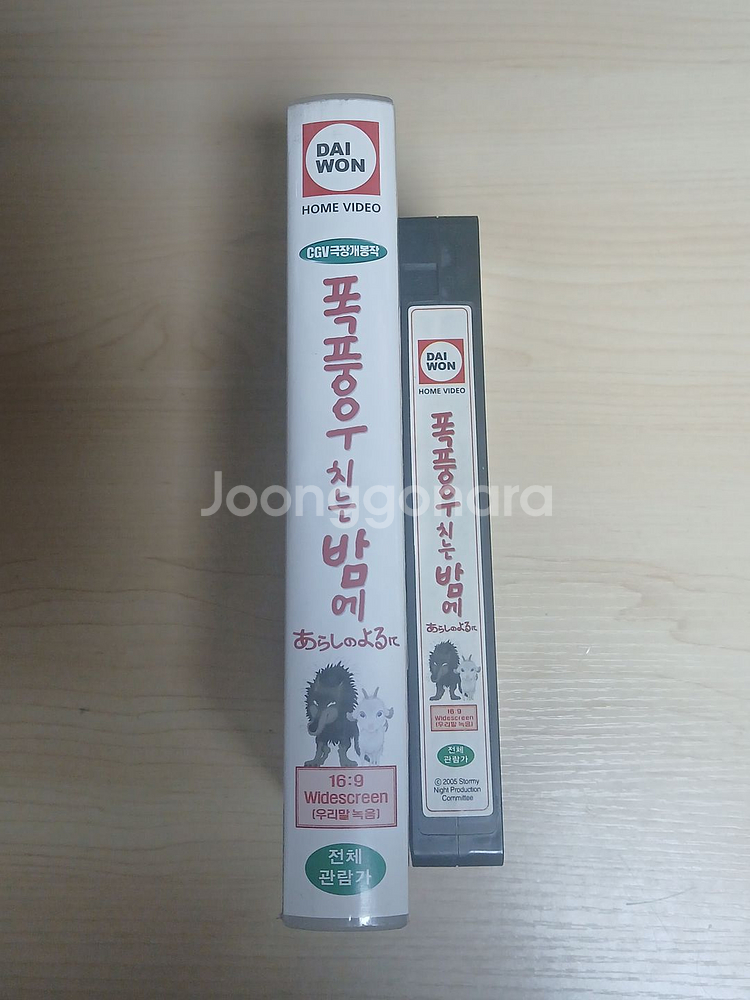 DAI
WON
HOME VIDEO
CGV극장개봉작
폭풍우치는밤에
あらしのよるに
16:9
Widescreen
(우리말 녹음)
전체
관람가
DAI
WON
HOME VIDEO
폭풍우치는밤에
あらしのよるに
16:9
Widescreen
(우리말 녹음)
전체
관람가
© 2005 Stormy
Night Production
Committee
Joonggonara